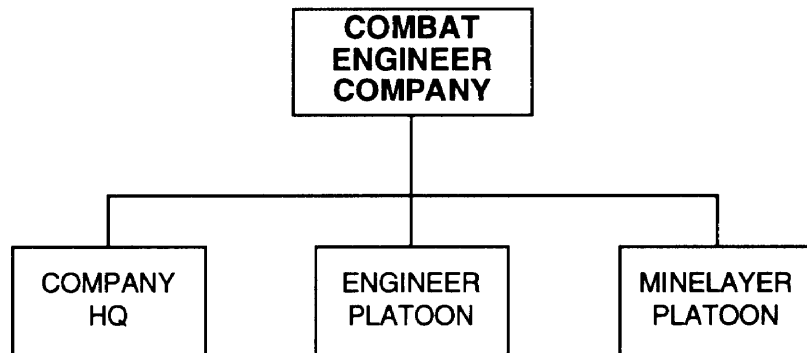 COMBAT
ENGINEER
COMPANY
COMPANY
HQ
ENGINEER
PLATOON
MINELAYER
PLATOON